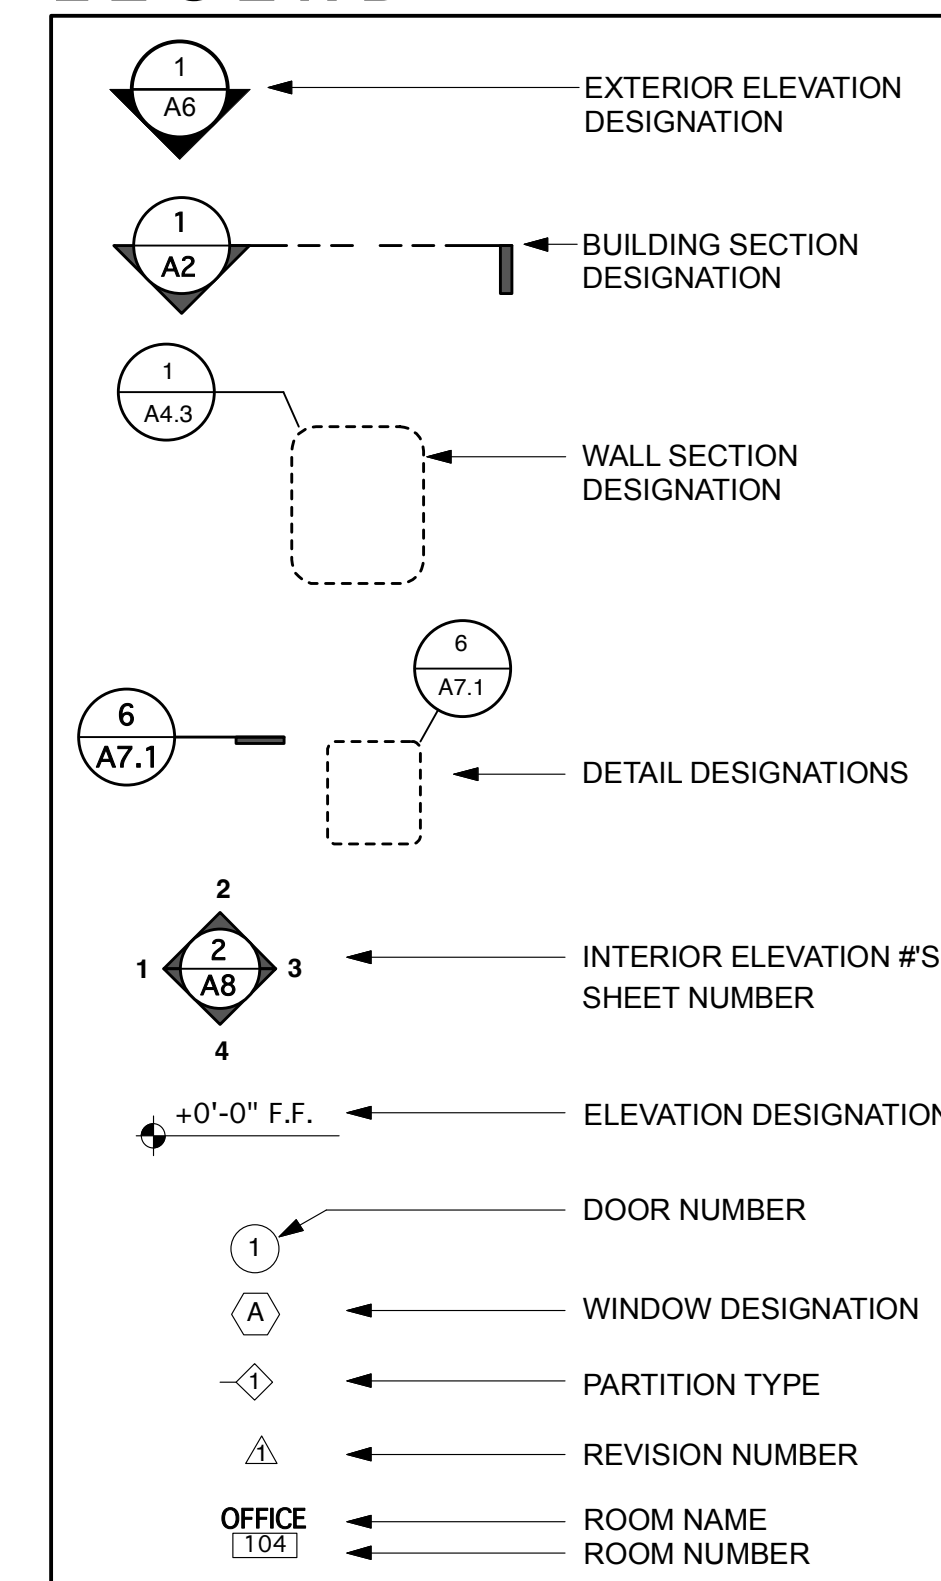 1
A6
EXTERIOR ELEVATION
DESIGNATION
1
A2
BUILDING SECTION
DESIGNATION
1
A4.3
WALL SECTION
DESIGNATION
6
A7.1
6
A7.1
DETAIL DESIGNATIONS
2
1
2
A8
3
4
INTERIOR ELEVATION #'S
SHEET NUMBER
+0'-0" F.F.
ELEVATION DESIGNATION
DOOR NUMBER
1
A
WINDOW DESIGNATION
1
PARTITION TYPE
1
REVISION NUMBER
OFFICE
ROOM NAME
104
ROOM NUMBER